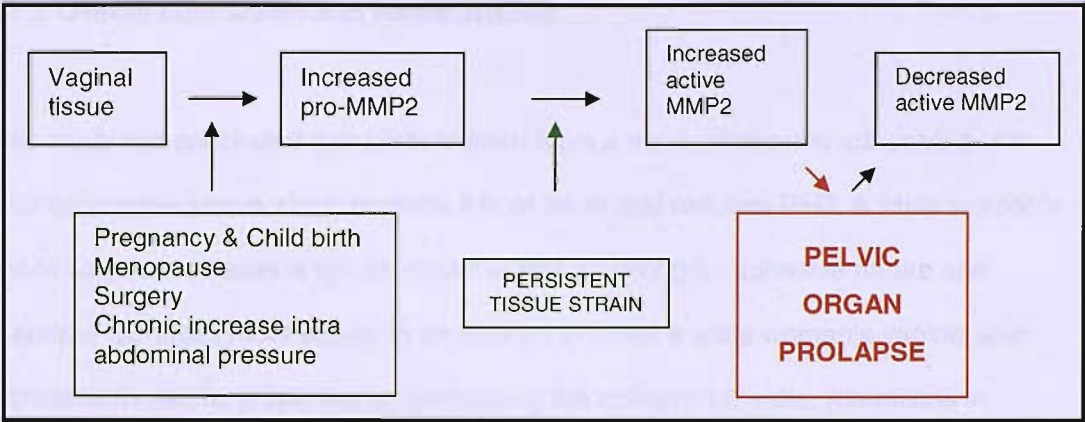 Vaginal
tissue
Increased
pro-MMP2
Increased
active
MMP2
Decreased
active MMP2
Pregnancy & Child birth
Menopause
Surgery
Chronic increase intra
abdominal pressure
PERSISTENT
TISSUE STRAIN
PELVIC
ORGAN
PROLAPSE